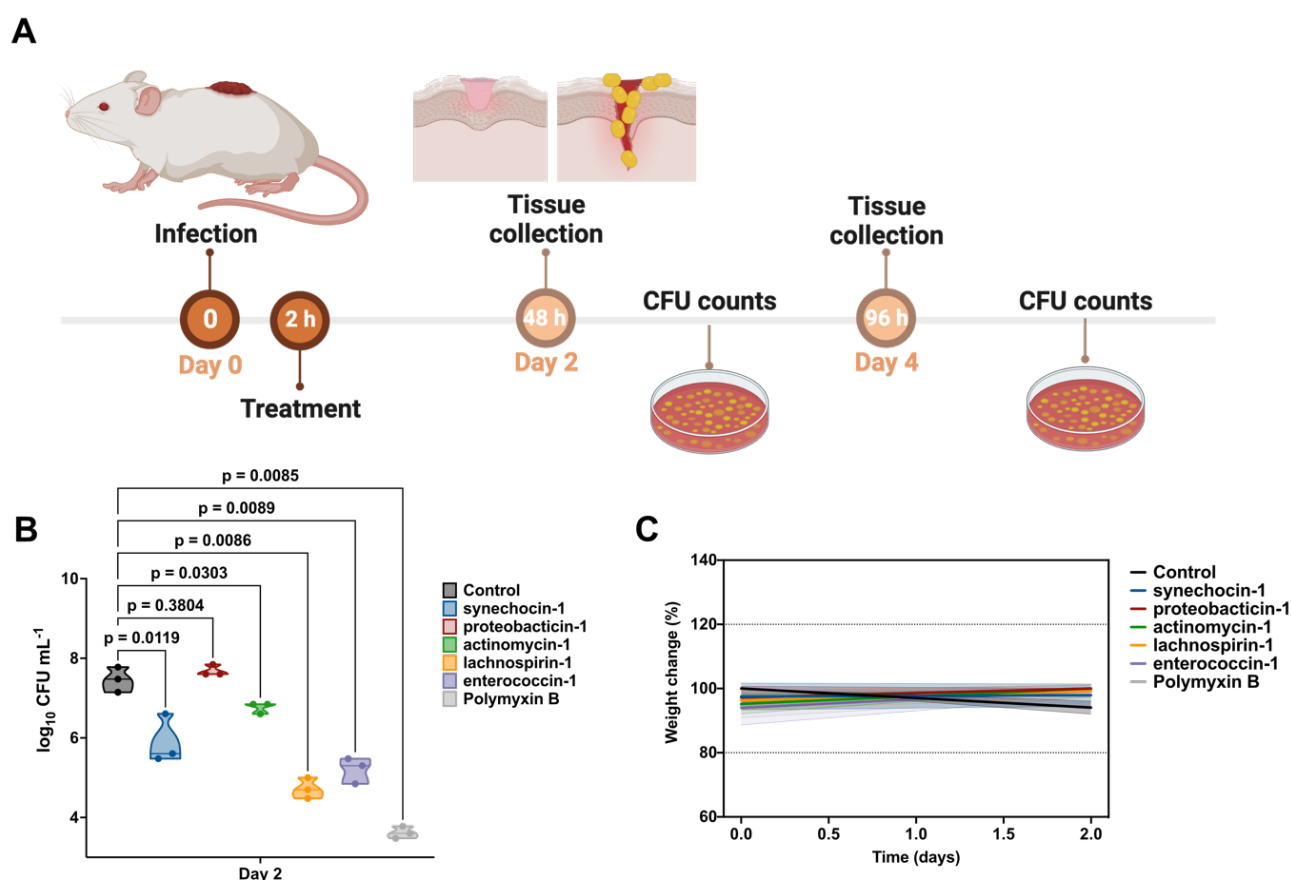 A
Infection
Tissue
collection
Tissue
collection
CFU counts
CFU counts
0
2 h
48 h
96 h
Day 0
Day 2
Day 4
Treatment
B
p = 0.0085
p = 0.0089
p = 0.0086
p = 0.0303
p = 0.3804
p = 0.0119
log₁₀ CFU mL⁻¹
10
8
6
4
Day 2
Control
synechocin-1
proteobacticin-1
actinomycin-1
lachnospirin-1
enterococcin-1
Polymyxin B
C
Weight change (%)
140
120
100
80
60
0.0
0.5
1.0
1.5
2.0
Time (days)
Control
synechocin-1
proteobacticin-1
actinomycin-1
lachnospirin-1
enterococcin-1
Polymyxin B